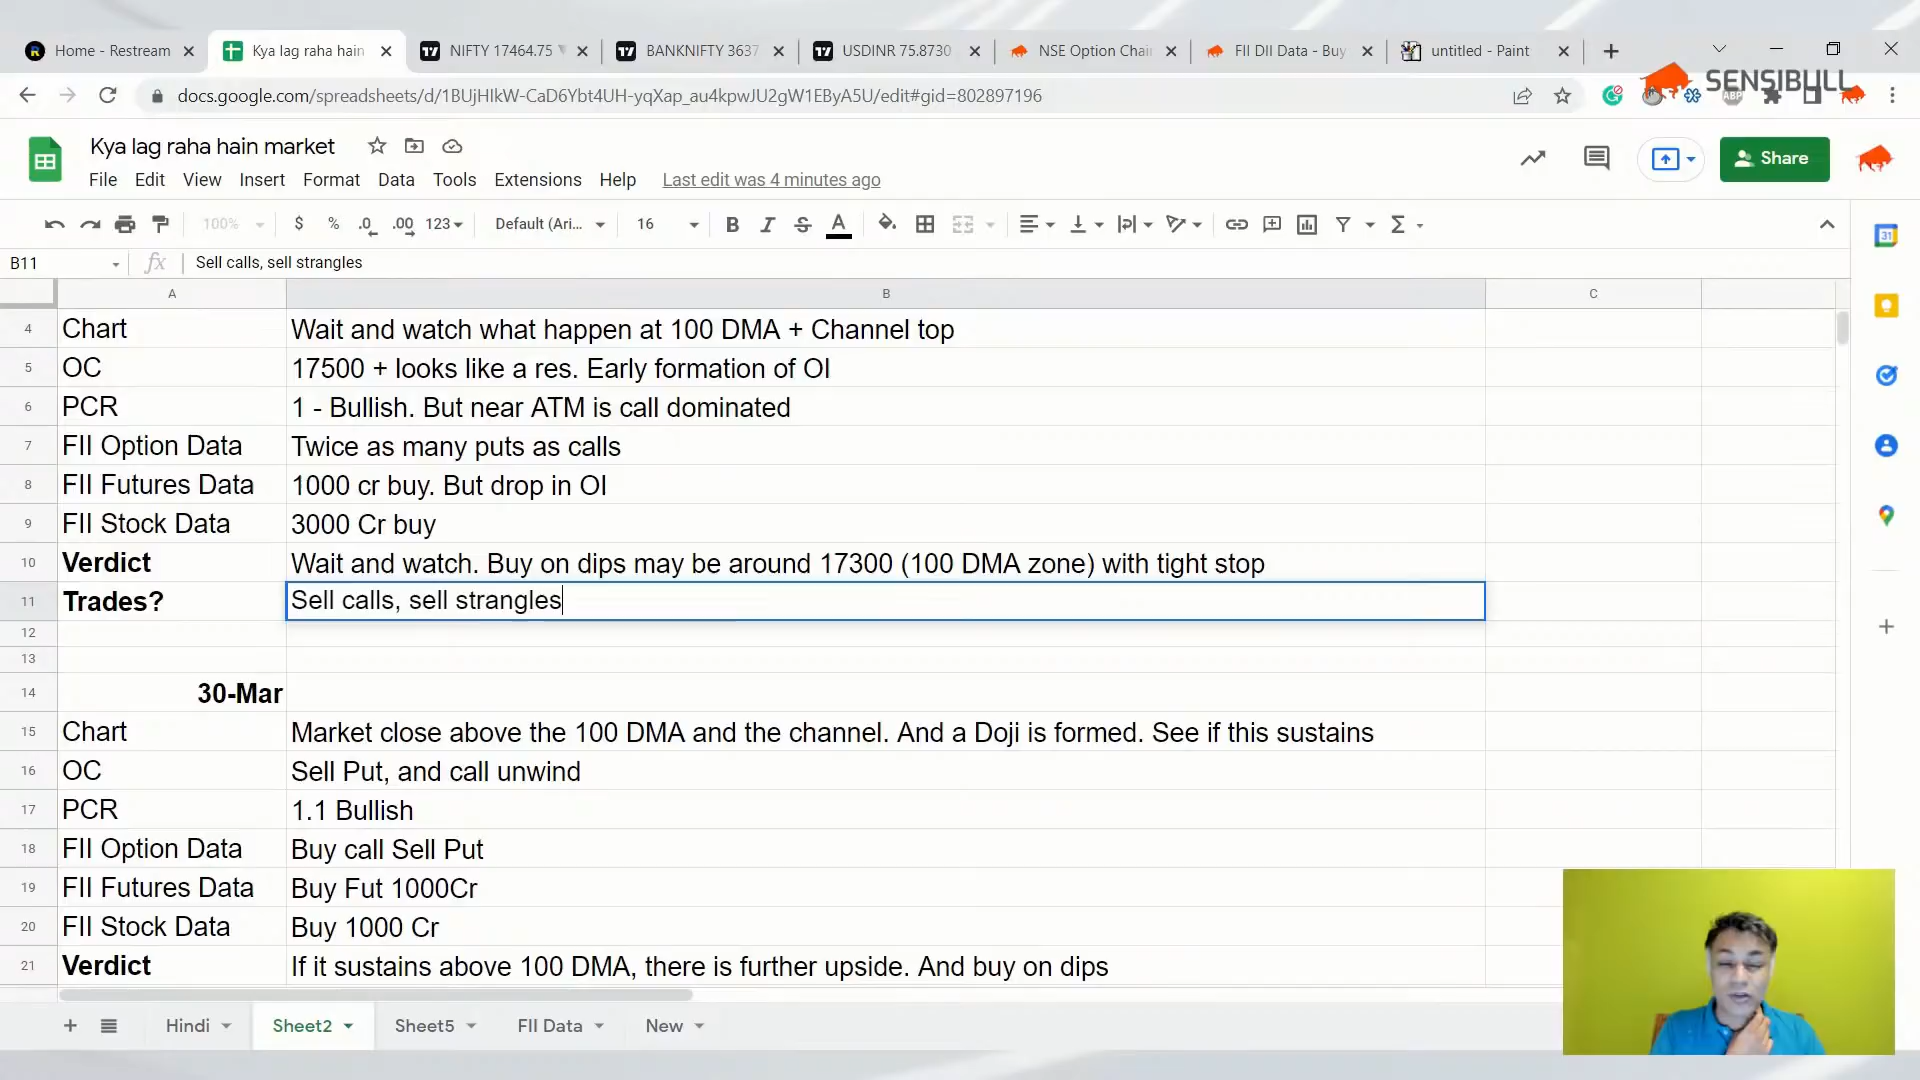 Home - Restream
Kya lag raha hain
NIFTY 17464.75
BANKNIFTY 3637
USDINR 75.8730
NSE Option Chai
FII DII Data - Buy
untitled - Paint
docs.google.com/spreadsheets/d/1BUjHIkW-CaD6Ybt4UH-yqXap_au4kpwJU2gW1EByA5U/edit#gid=802897196
SENSIBULL
Kya lag raha hain market
File Edit View Insert Format Data Tools Extensions Help Last edit was 4 minutes ago
Share
100% $ % .0 .00 123 Default (Ari... 16 B I S A Σ
B11 fx Sell calls, sell strangles
A B C
4 Chart Wait and watch what happen at 100 DMA + Channel top
5 OC 17500 + looks like a res. Early formation of OI
6 PCR 1 - Bullish. But near ATM is call dominated
7 FII Option Data Twice as many puts as calls
8 FII Futures Data 1000 cr buy. But drop in OI
9 FII Stock Data 3000 Cr buy
10 Verdict Wait and watch. Buy on dips may be around 17300 (100 DMA zone) with tight stop
11 Trades? Sell calls, sell strangles
12
13
14 30-Mar
15 Chart Market close above the 100 DMA and the channel. And a Doji is formed. See if this sustains
16 OC Sell Put, and call unwind
17 PCR 1.1 Bullish
18 FII Option Data Buy call Sell Put
19 FII Futures Data Buy Fut 1000Cr
20 FII Stock Data Buy 1000 Cr
21 Verdict If it sustains above 100 DMA, there is further upside. And buy on dips
Hindi Sheet2 Sheet5 FII Data New
31